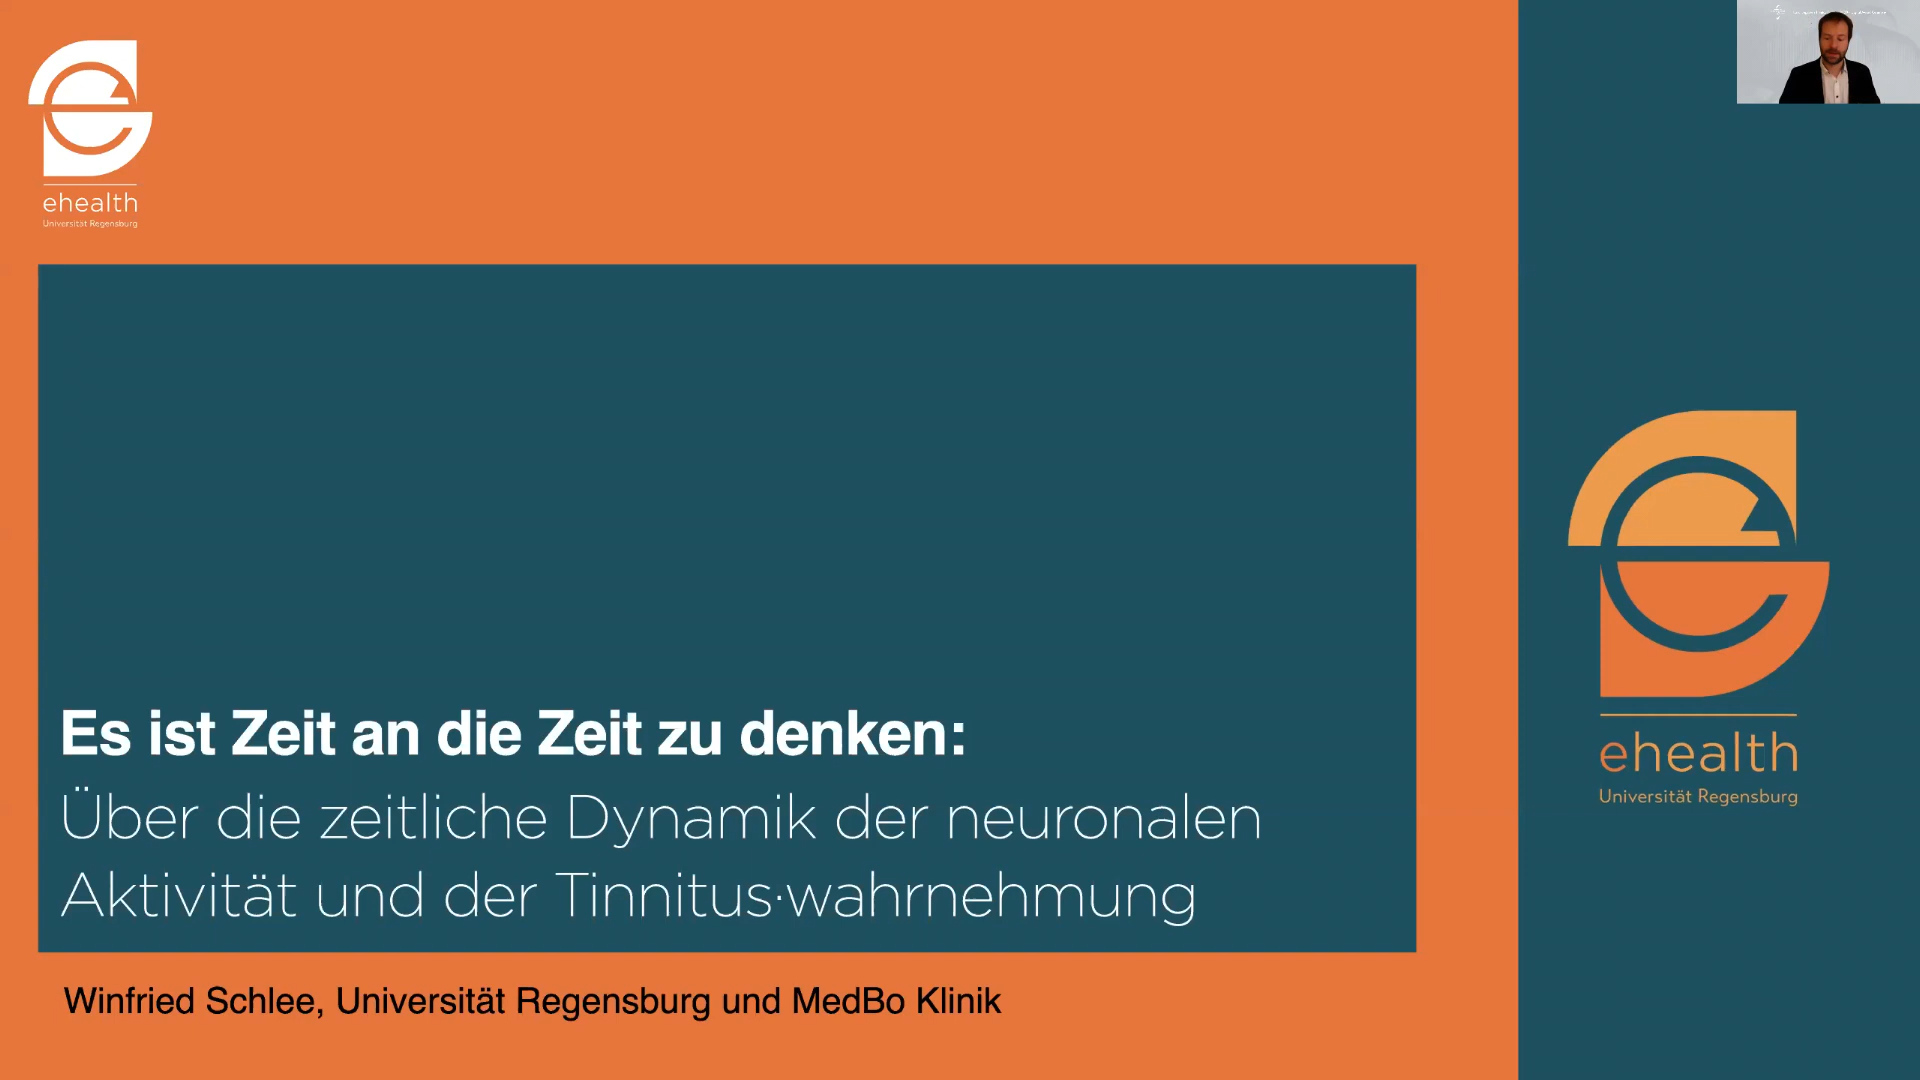 ehealth
Universität Regensburg
Es ist Zeit an die Zeit zu denken:
Über die zeitliche Dynamik der neuronalen
Aktivität und der Tinnitus·wahrnehmung
Winfried Schlee, Universität Regensburg und MedBo Klinik
ehealth
Universität Regensburg